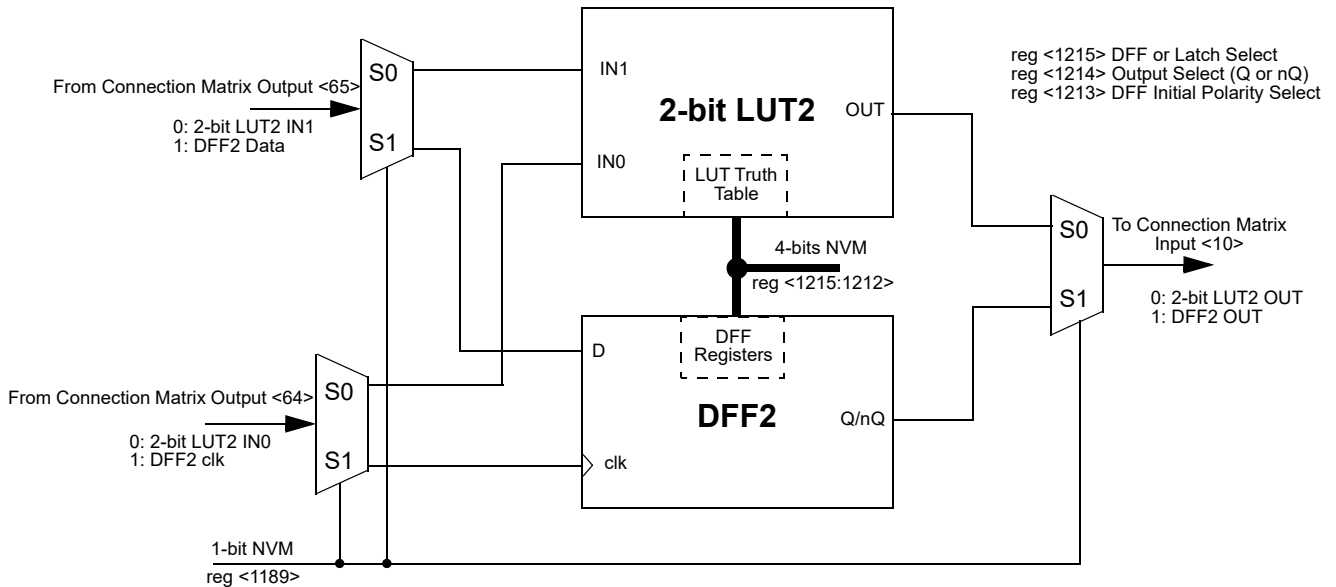 reg <1215> DFF or Latch Select
reg <1214> Output Select (Q or nQ)
reg <1213> DFF Initial Polarity Select
From Connection Matrix Output <65>
0: 2-bit LUT2 IN1
1: DFF2 Data
S0
S1
IN1
IN0
2-bit LUT2
OUT
LUT Truth
Table
4-bits NVM
reg <1215:1212>
S0
S1
To Connection Matrix
Input <10>
0: 2-bit LUT2 OUT
1: DFF2 OUT
From Connection Matrix Output <64>
0: 2-bit LUT2 IN0
1: DFF2 clk
S0
S1
D
clk
DFF
Registers
DFF2
Q/nQ
1-bit NVM
reg <1189>